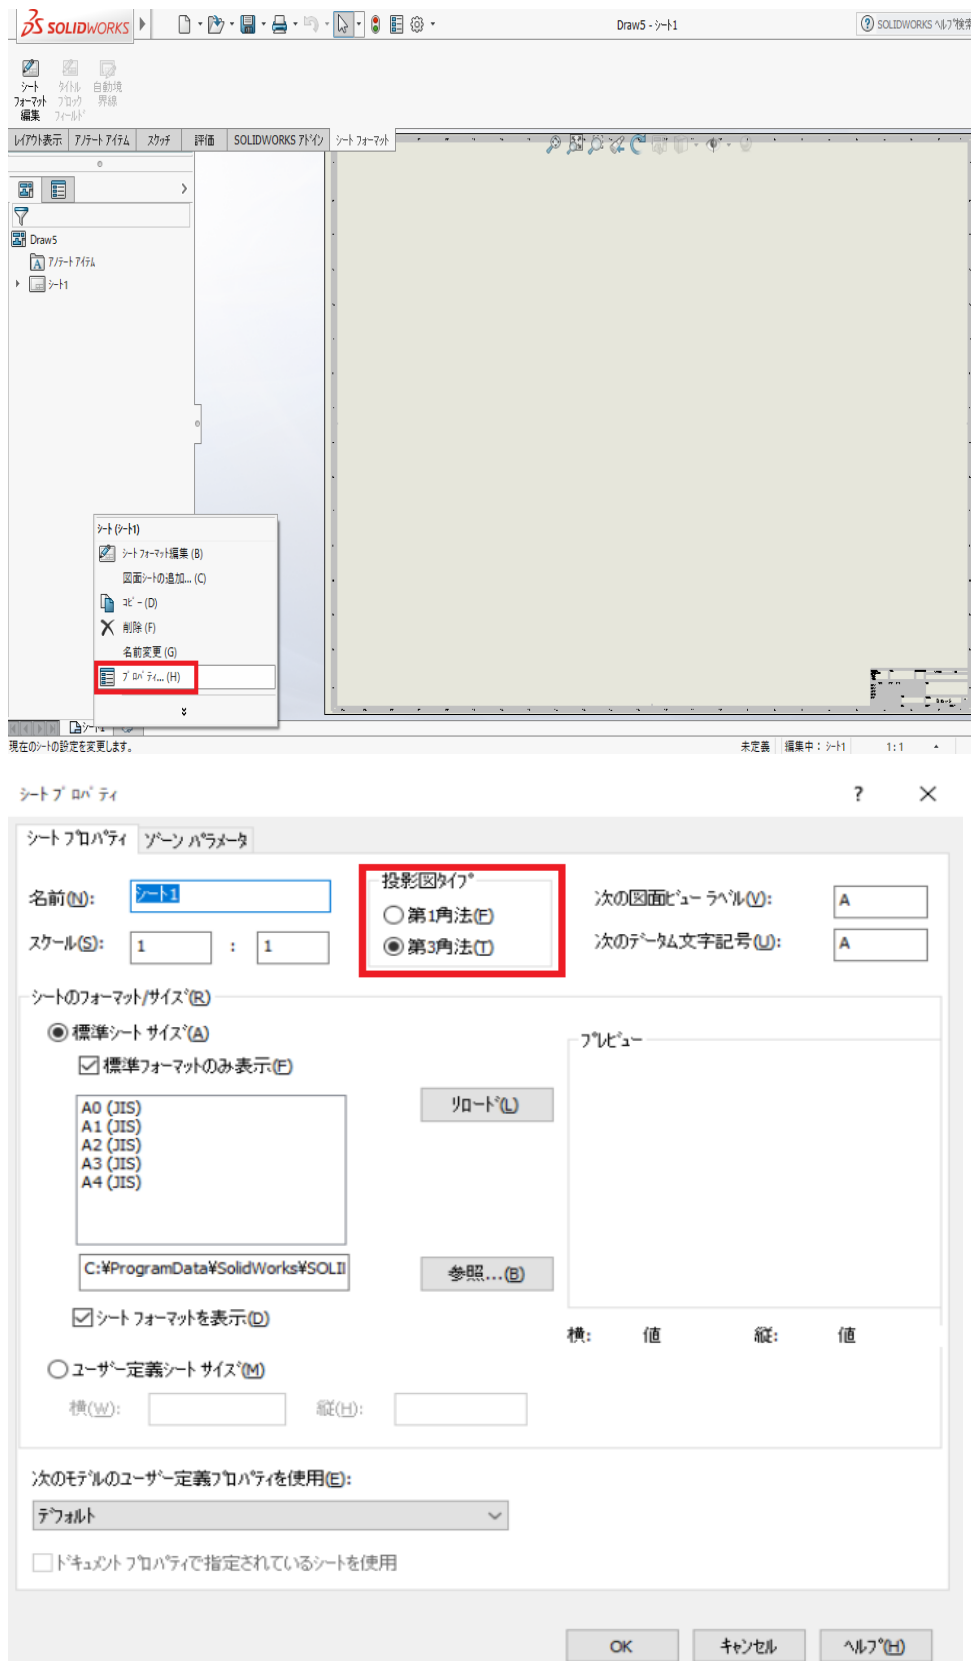 SOLIDWORKS
Draw5 - シート1
SOLIDWORKS ヘルプ検索
シート フォーマット 編集
タイトル ブロック フィールド
自動境界線
レイアウト表示 アノテート アイテム スケッチ 評価 SOLIDWORKS アドイン シート フォーマット
Draw5
アノテート アイテム
シート1
シート (シート1)
シート フォーマット編集 (B)
図面シートの追加... (C)
コピー (D)
削除 (F)
名前変更 (G)
プロパティ... (H)
現在のシートの設定を変更します。
未定義 編集中： シート1 1:1
シート プロパティ
シート プロパティ ゾーン パラメータ
名前(N): シート1
スケール(S): 1 : 1
投影図タイプ
第1角法(F)
第3角法(T)
次の図面ビュー ラベル(V): A
次のデータム文字記号(U): A
シートのフォーマット/サイズ(R)
標準シート サイズ(A)
標準フォーマットのみ表示(F)
A0 (JIS)
A1 (JIS)
A2 (JIS)
A3 (JIS)
A4 (JIS)
リロード(L)
C:¥ProgramData¥SolidWorks¥SOLI
参照...(B)
シート フォーマットを表示(D)
プレビュー
横: 値 縦: 値
ユーザー定義シート サイズ(M)
横(W): 縦(H):
次のモデルのユーザー定義プロパティを使用(E):
デフォルト
ドキュメント プロパティで指定されているシートを使用
OK キャンセル ヘルプ(H)